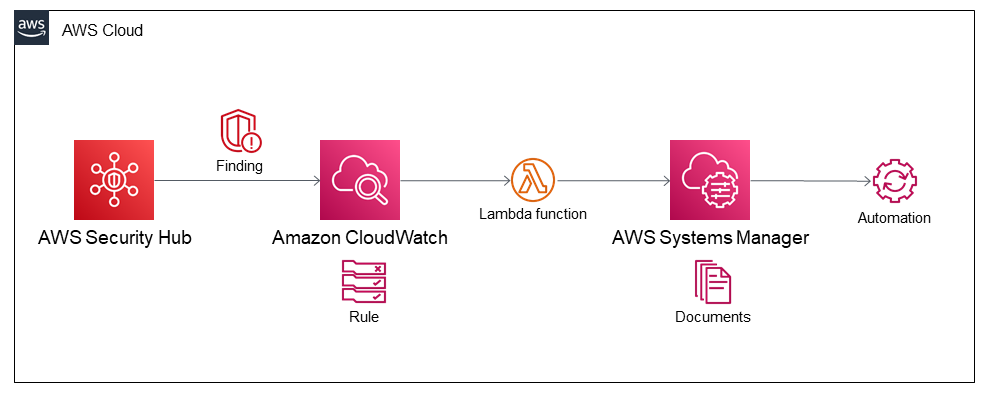 aws
AWS Cloud
Finding
Lambda function
AWS Security Hub
Amazon CloudWatch
AWS Systems Manager
Automation
Rule
Documents